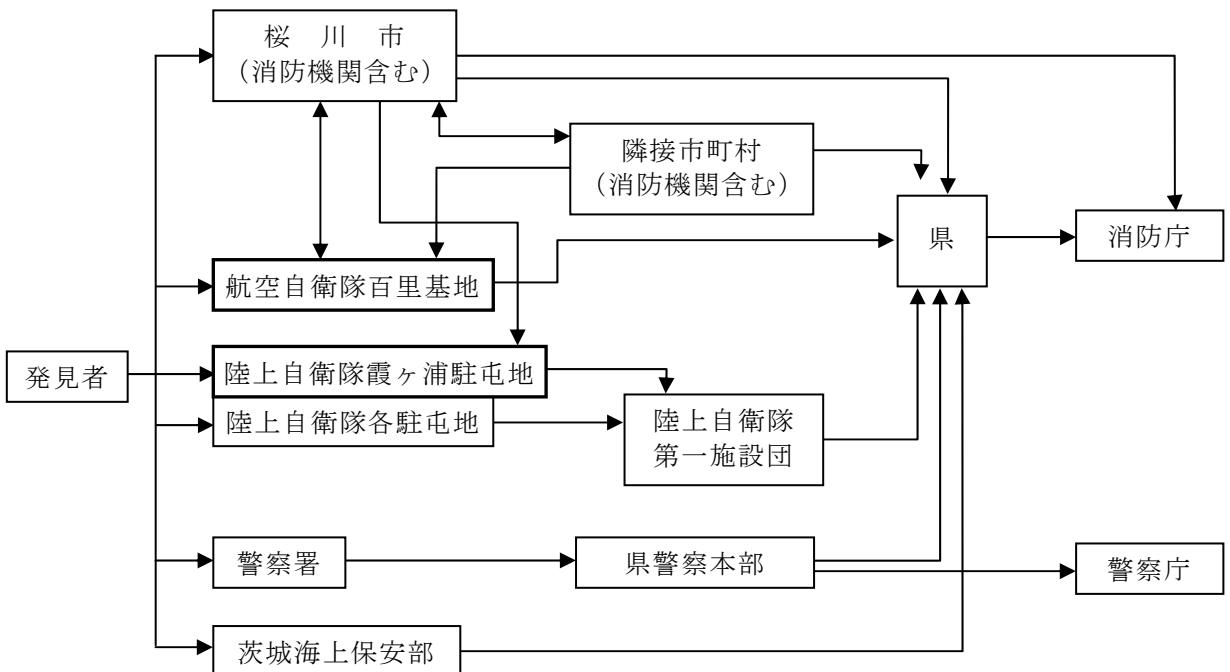 桜 川 市
（消防機関含む）
隣接市町村
（消防機関含む）
県
消防庁
航空自衛隊百里基地
発見者
陸上自衛隊霞ヶ浦駐屯地
陸上自衛隊各駐屯地
陸上自衛隊
第一施設団
警察署
県警察本部
警察庁
茨城海上保安部